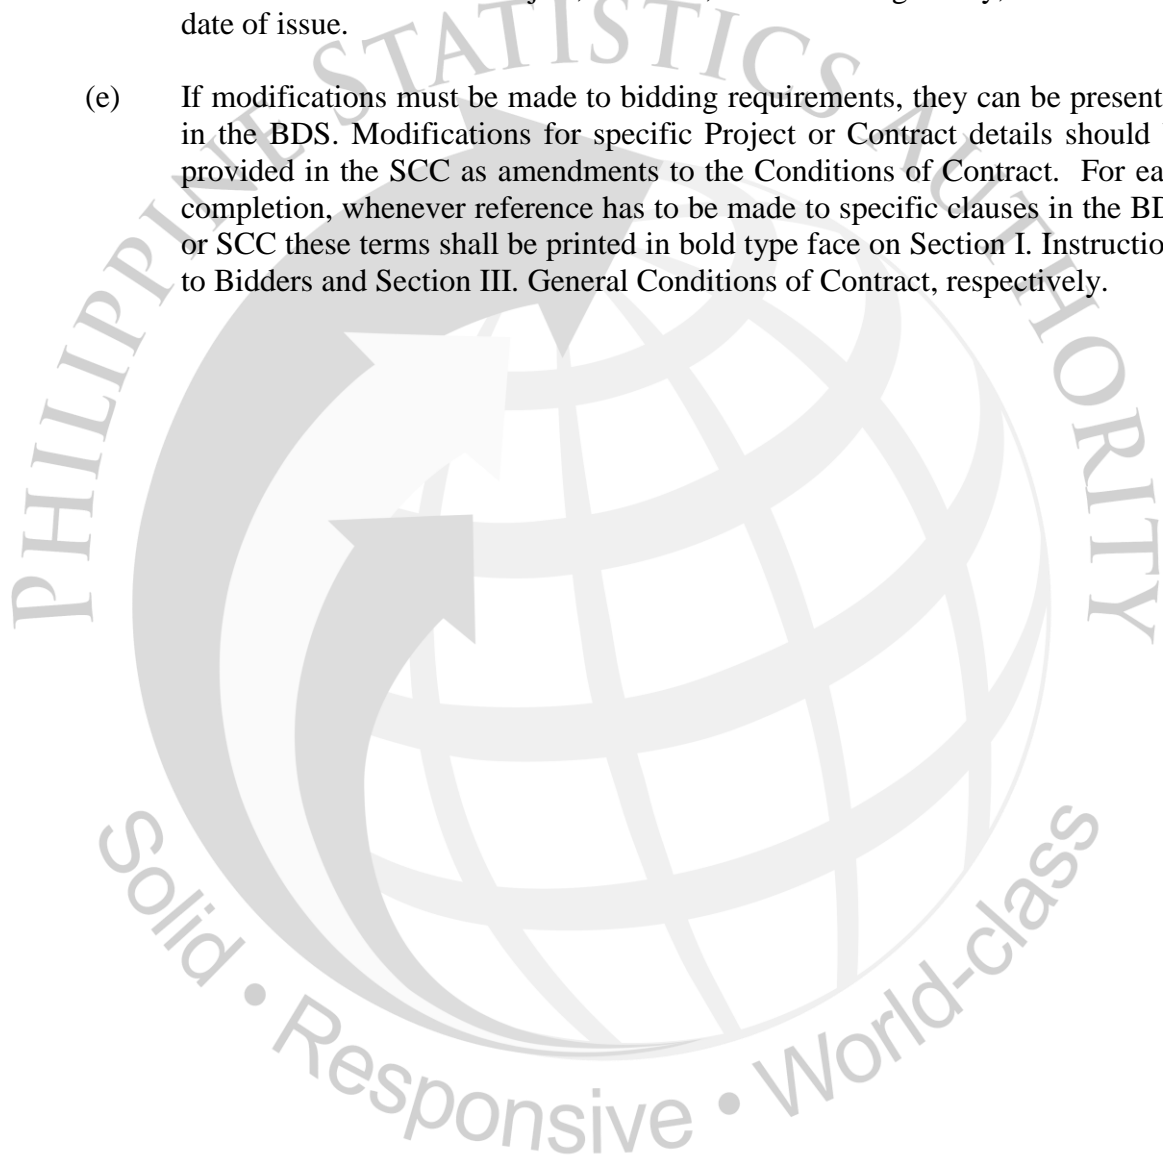 date of issue.
(e) If modifications must be made to bidding requirements, they can be present
in the BDS. Modifications for specific Project or Contract details should
provided in the SCC as amendments to the Conditions of Contract. For ea
completion, whenever reference has to be made to specific clauses in the BD
or SCC these terms shall be printed in bold type face on Section I. Instruction
to Bidders and Section III. General Conditions of Contract, respectively.
PHILIPPINE STATISTICS AUTHORITY
Solid • Responsive • World-class